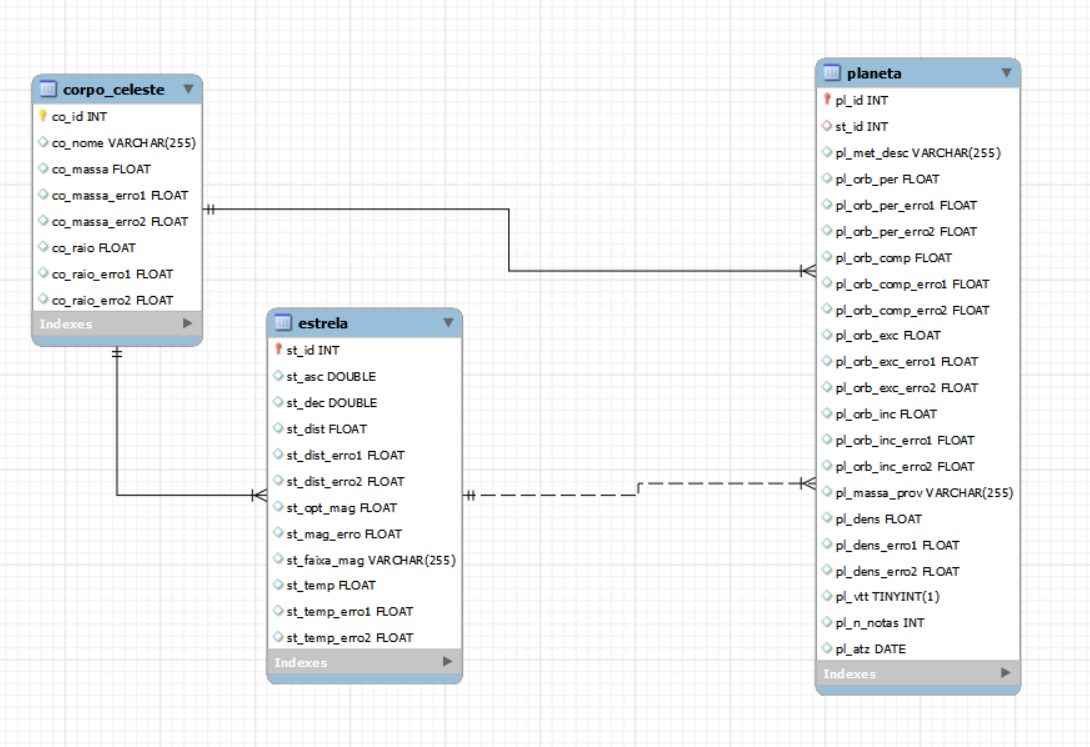 corpo_celeste
co_id INT
co_nome VARCHAR(255)
co_massa FLOAT
co_massa_erro1 FLOAT
co_massa_erro2 FLOAT
co_raio FLOAT
co_raio_erro1 FLOAT
co_raio_erro2 FLOAT
Indexes
estrela
st_id INT
st_asc DOUBLE
st_dec DOUBLE
st_dist FLOAT
st_dist_erro1 FLOAT
st_dist_erro2 FLOAT
st_opt_mag FLOAT
st_mag_erro FLOAT
st_faixa_mag VARCHAR(255)
st_temp FLOAT
st_temp_erro1 FLOAT
st_temp_erro2 FLOAT
Indexes
planeta
pl_id INT
st_id INT
pl_met_desc VARCHAR(255)
pl_orb_per FLOAT
pl_orb_per_erro1 FLOAT
pl_orb_per_erro2 FLOAT
pl_orb_comp FLOAT
pl_orb_comp_erro1 FLOAT
pl_orb_comp_erro2 FLOAT
pl_orb_exc FLOAT
pl_orb_exc_erro1 FLOAT
pl_orb_exc_erro2 FLOAT
pl_orb_inc FLOAT
pl_orb_inc_erro1 FLOAT
pl_orb_inc_erro2 FLOAT
pl_massa_prov VARCHAR(255)
pl_dens FLOAT
pl_dens_erro1 FLOAT
pl_dens_erro2 FLOAT
pl_vtt TINYINT(1)
pl_n_notas INT
pl_atz DATE
Indexes